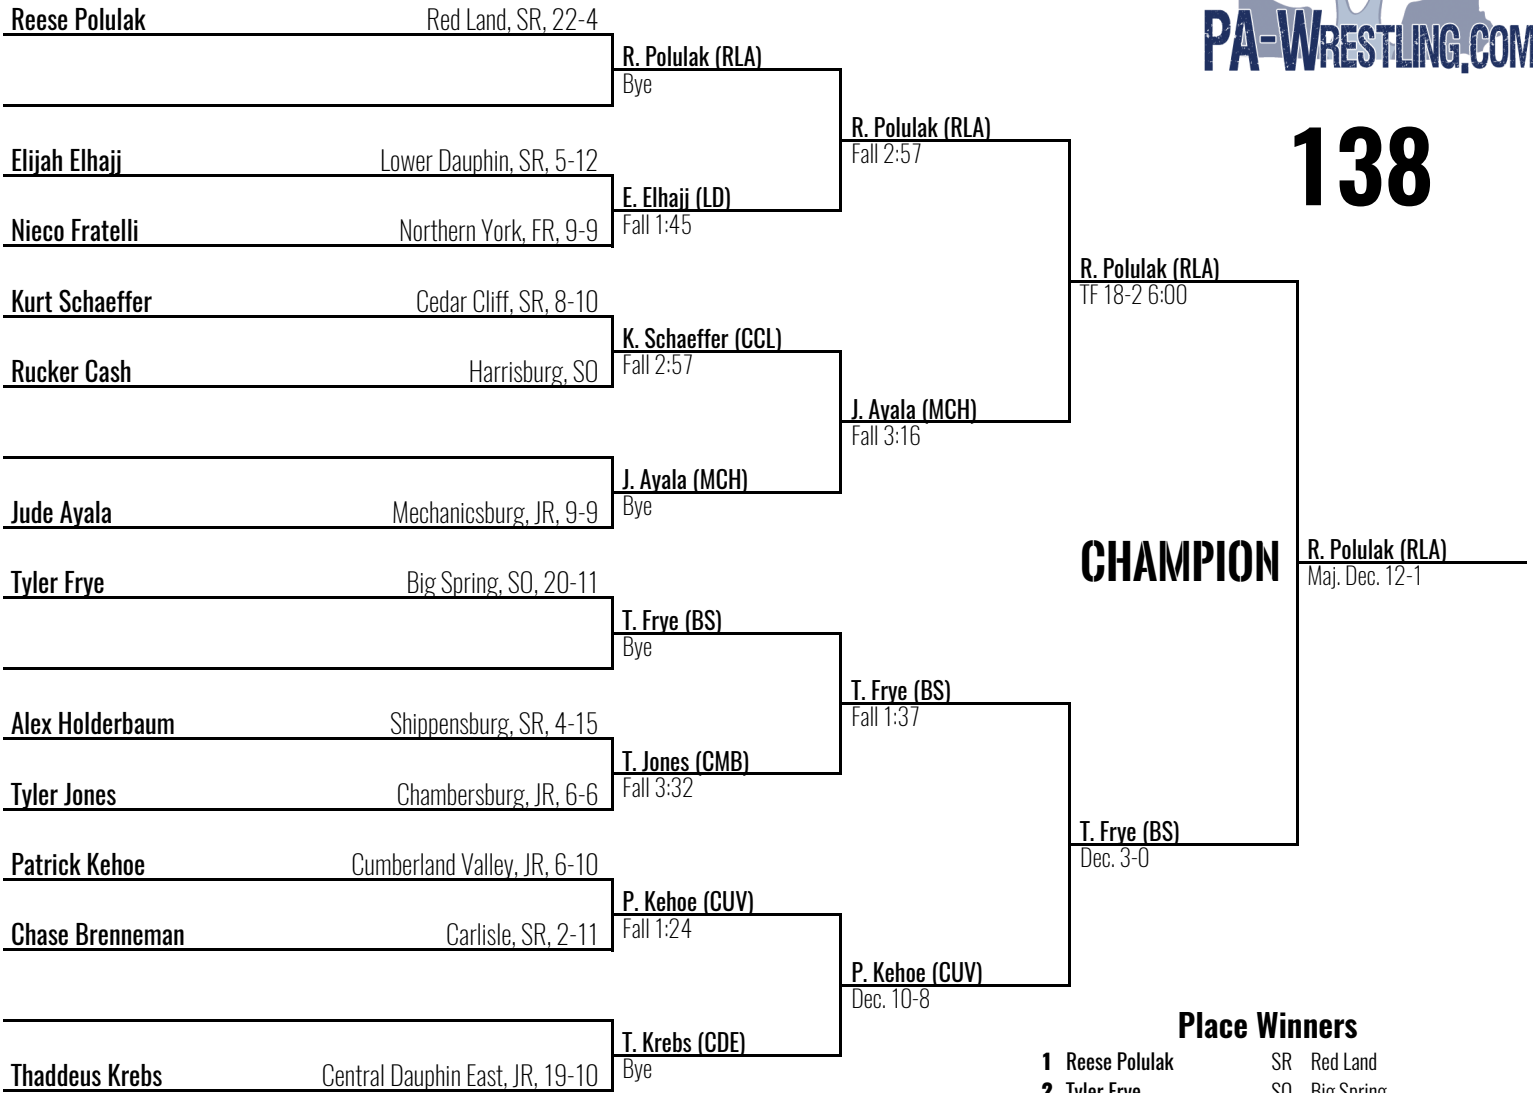 PA-WRESTLING.COM
138
Reese Polulak Red Land, SR, 22-4
R. Polulak (RLA)
Bye
R. Polulak (RLA)
Fall 2:57
Elijah Elhajj Lower Dauphin, SR, 5-12
E. Elhajj (LD)
Fall 1:45
Nieco Fratelli Northern York, FR, 9-9
R. Polulak (RLA)
TF 18-2 6:00
Kurt Schaeffer Cedar Cliff, SR, 8-10
K. Schaeffer (CCL)
Fall 2:57
Rucker Cash Harrisburg, SO
J. Ayala (MCH)
Fall 3:16
J. Ayala (MCH)
Bye
Jude Ayala Mechanicsburg, JR, 9-9
CHAMPION
R. Polulak (RLA)
Maj. Dec. 12-1
Tyler Frye Big Spring, SO, 20-11
T. Frye (BS)
Bye
T. Frye (BS)
Fall 1:37
Alex Holderbaum Shippensburg, SR, 4-15
T. Jones (CMB)
Fall 3:32
Tyler Jones Chambersburg, JR, 6-6
T. Frye (BS)
Dec. 3-0
Patrick Kehoe Cumberland Valley, JR, 6-10
P. Kehoe (CUV)
Fall 1:24
Chase Brenneman Carlisle, SR, 2-11
P. Kehoe (CUV)
Dec. 10-8
T. Krebs (CDE)
Bye
Thaddeus Krebs Central Dauphin East, JR, 19-10
Place Winners
1 Reese Polulak SR Red Land
2 Tyler Frye SO Big Spring